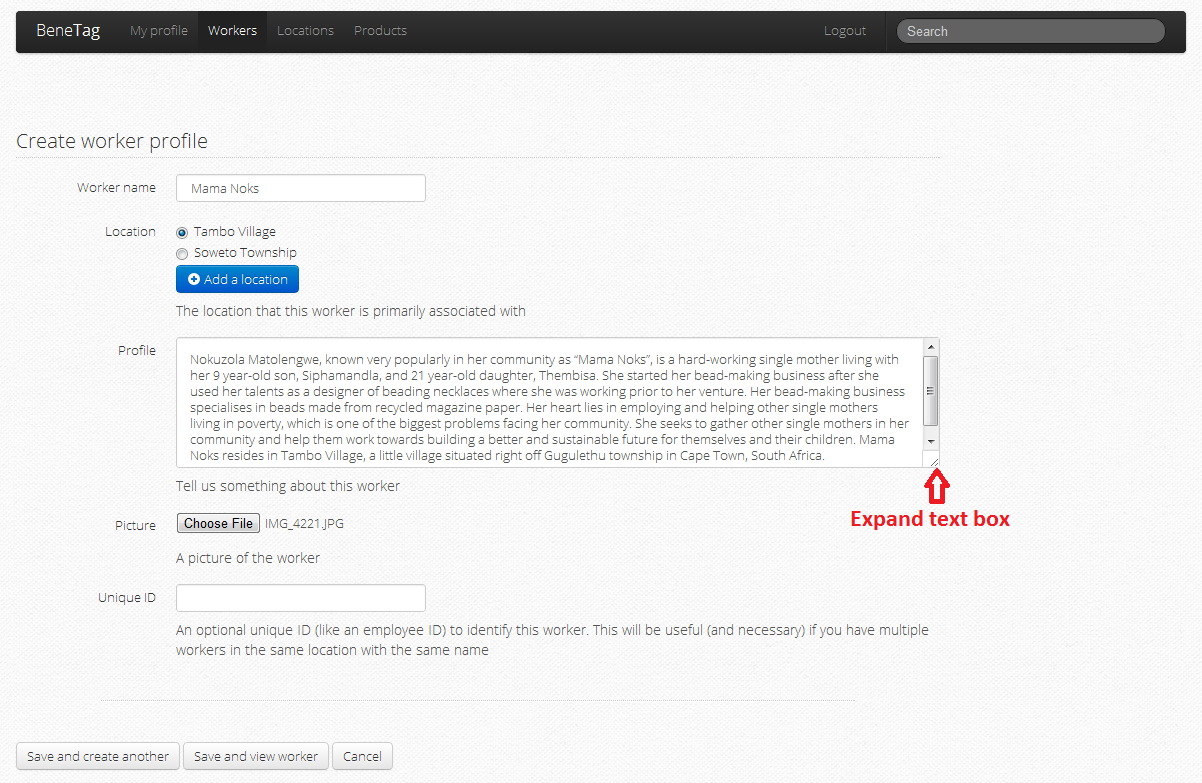 BeneTag My profile Workers Locations Products Logout Search
Create worker profile
Worker name Mama Noks
Location Tambo Village
Soweto Township
Add a location
The location that this worker is primarily associated with
Profile
Nokuzola Matolengwe, known very popularly in her community as “Mama Noks”, is a hard-working single mother living with
her 9 year-old son, Siphamandla, and 21 year-old daughter, Thembisa. She started her bead-making business after she
used her talents as a designer of beading necklaces where she was working prior to her venture. Her bead-making business
specialises in beads made from recycled magazine paper. Her heart lies in employing and helping other single mothers
living in poverty, which is one of the biggest problems facing her community. She seeks to gather other single mothers in her
community and help them work towards building a better and sustainable future for themselves and their children. Mama
Noks resides in Tambo Village, a little village situated right off Gugulethu township in Cape Town, South Africa.
Tell us something about this worker
Expand text box
Picture Choose File IMG_4221.JPG
A picture of the worker
Unique ID
An optional unique ID (like an employee ID) to identify this worker. This will be useful (and necessary) if you have multiple
workers in the same location with the same name
Save and create another Save and view worker Cancel